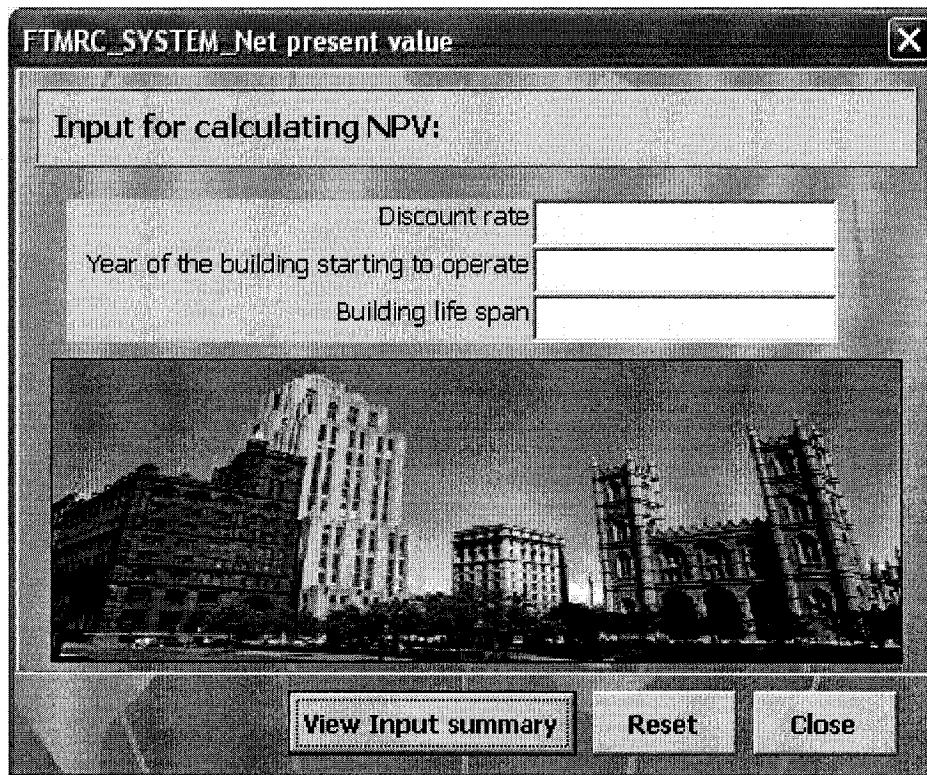 FTMRC_SYSTEM_Net present value
Input for calculating NPV:
Discount rate
Year of the building starting to operate
Building life span
View Input summary
Reset
Close